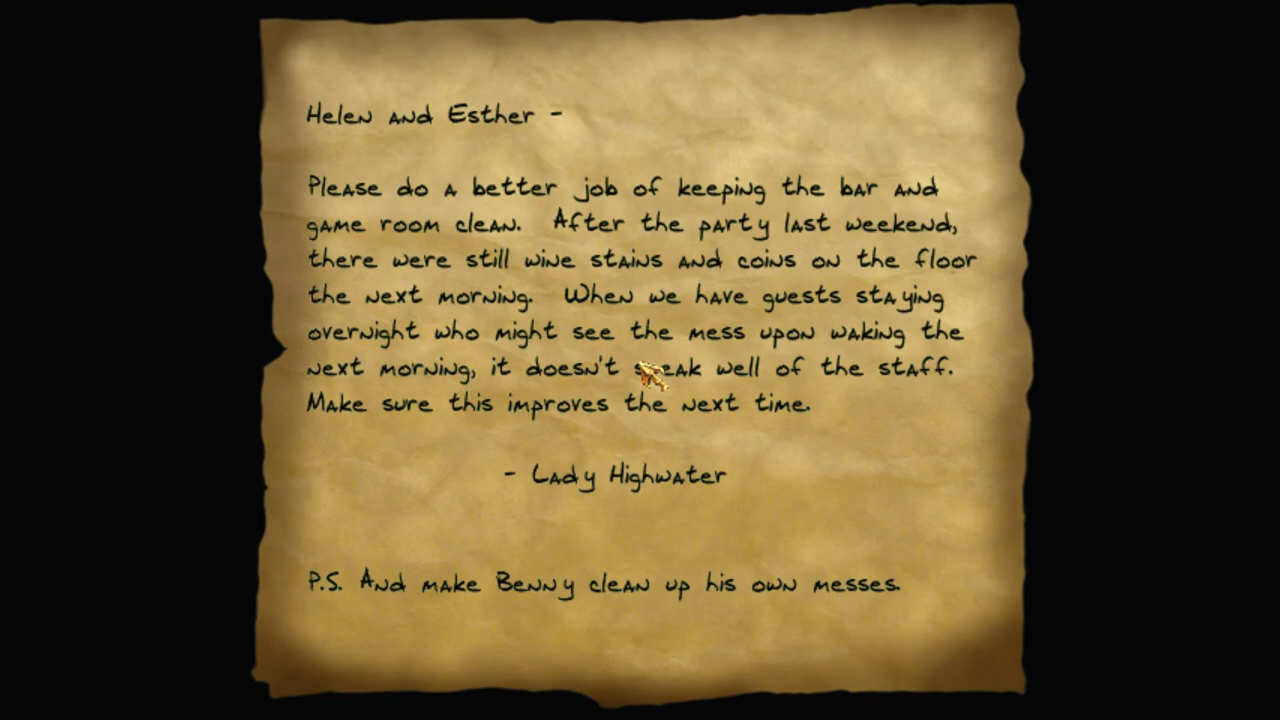 Helen and Esther -
Please do a better job of keeping the bar and
game room clean. After the party last weekend,
there were still wine stains and coins on the floor
the next morning. When we have guests staying
overnight who might see the mess upon waking the
next morning, it doesn't speak well of the staff.
Make sure this improves the next time.
- Lady Highwater
P.S. And make Benny clean up his own messes.